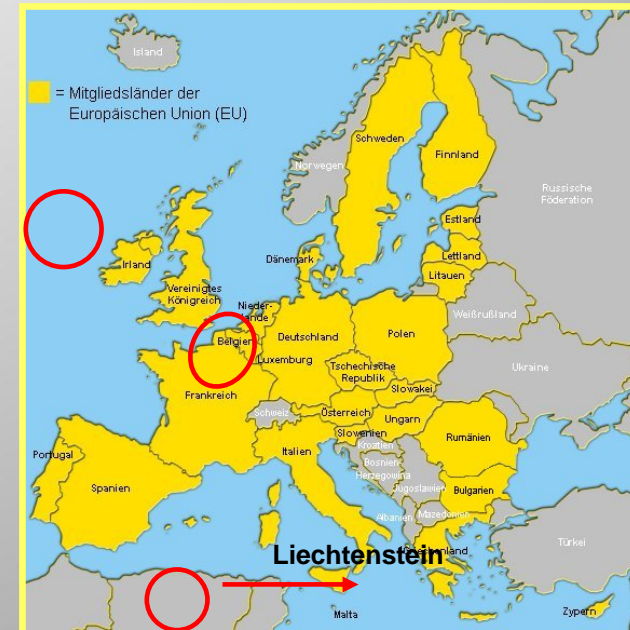 Island
= Mitgliedsländer der
Europäischen Union (EU)
Schweden
Finnland
Norwegen
Russische
Föderation
Estland
Lettland
Litauen
Dänemark
Irland
Vereinigtes
Königreich
Nieder-
lande
Weißrußland
Belgien
Deutschland
Polen
Luxemburg
Tschechische
Republik
Ukraine
Slowakei
Frankreich
Schweiz
Österreich
Ungarn
Slowenien
Rumänien
Kroatien
Italien
Bosnien
Herzegowina
Portugal
Spanien
Jugoslawien
Bulgarien
Albanien
Mazedonien
Türkei
Liechtenstein
Griechenland
Malta
Zypern